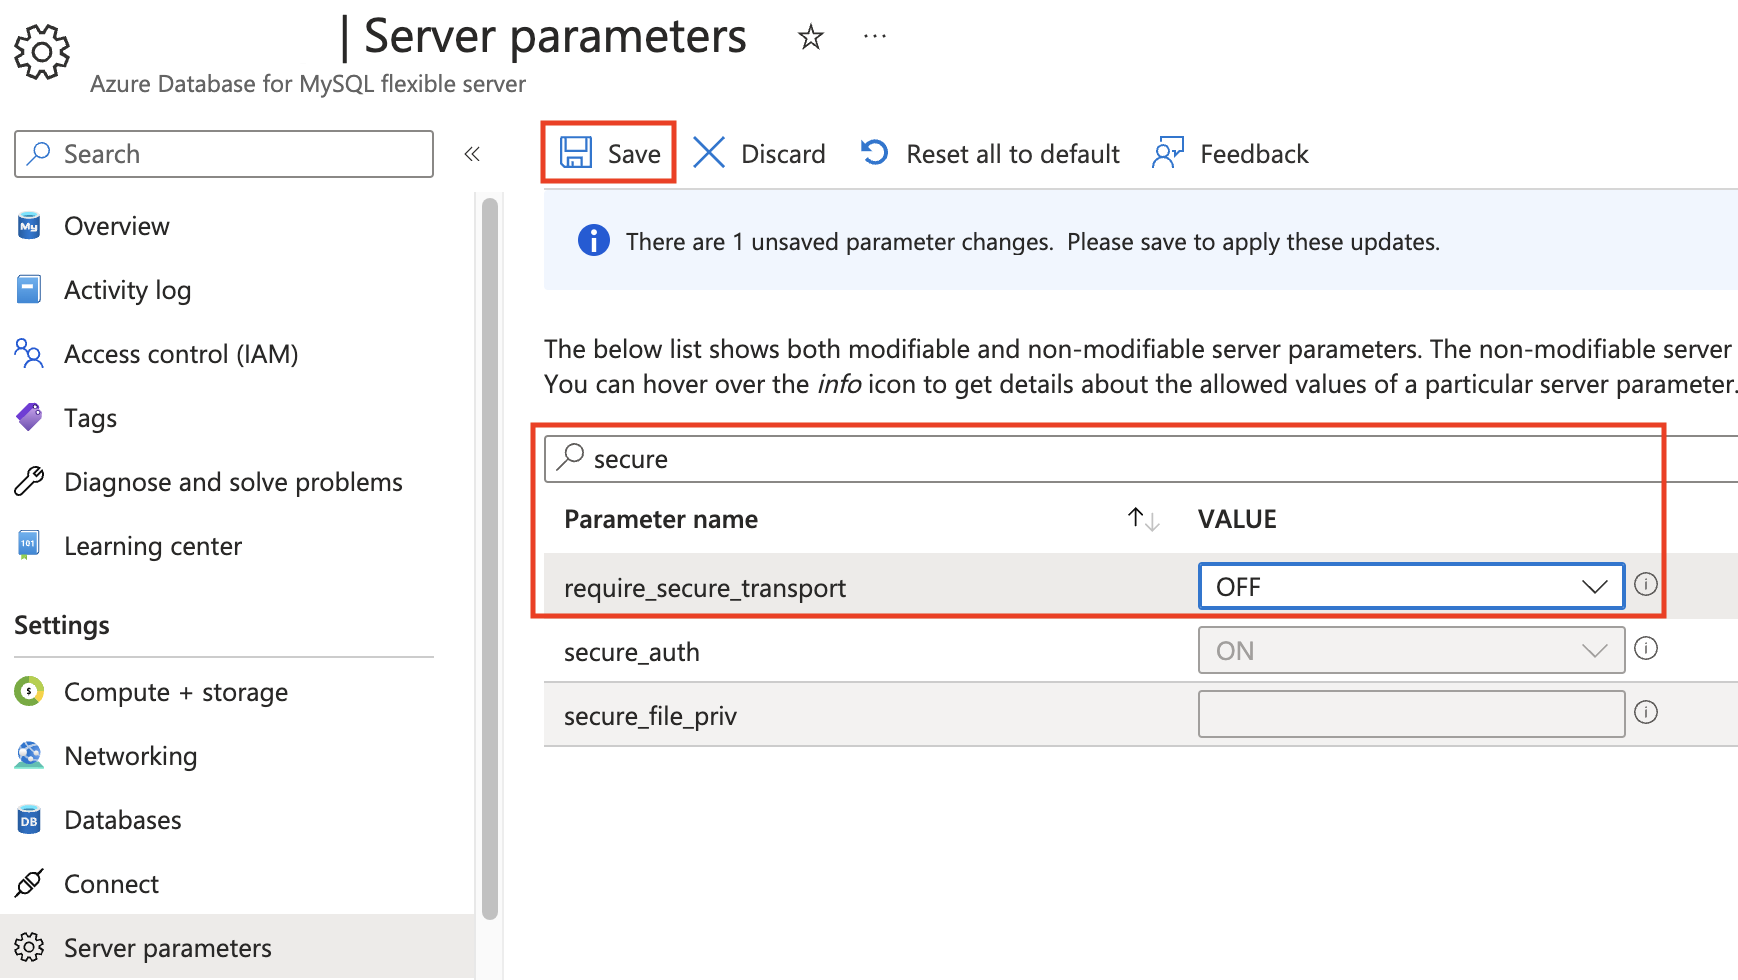 | Server parameters
Azure Database for MySQL flexible server
Search
«
Save
Discard
Reset all to default
Feedback
My
Overview
Activity log
Access control (IAM)
Tags
Diagnose and solve problems
101
Learning center
Settings
$
Compute + storage
Networking
DB
Databases
Connect
Server parameters
There are 1 unsaved parameter changes.  Please save to apply these updates.
The below list shows both modifiable and non-modifiable server parameters. The non-modifiable server
You can hover over the info icon to get details about the allowed values of a particular server parameter.
secure
Parameter name ↑↓ VALUE
require_secure_transport OFF
secure_auth ON
secure_file_priv